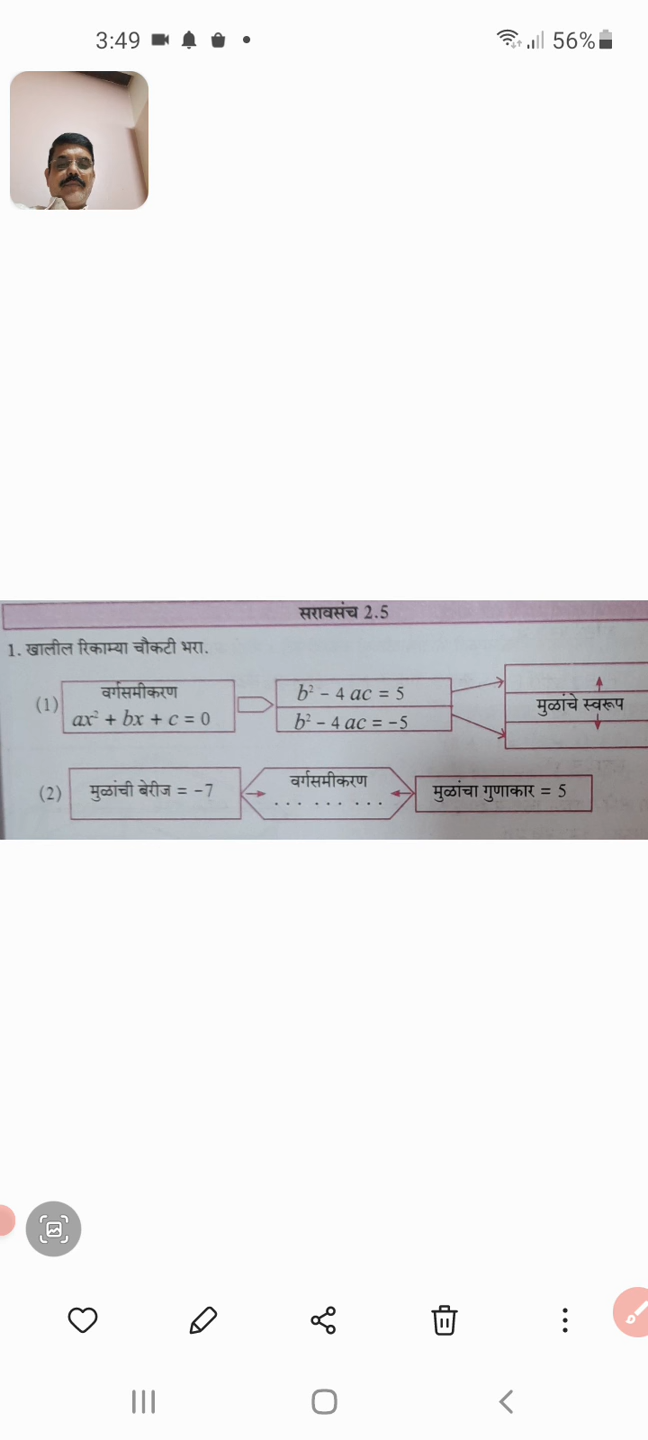 3:49
56%
सरावसंच 2.5
1. खालील रिकाम्या चौकटी भरा.
(1) वर्गसमीकरण
ax² + bx + c = 0
b² – 4 ac = 5
b² – 4 ac = –5
मुळांचे स्वरूप
(2) मुळांची बेरीज = –7
वर्गसमीकरण
. . . . . . . . .
मुळांचा गुणाकार = 5